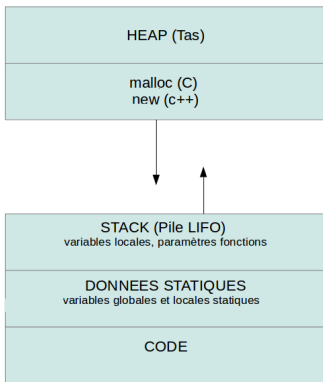 HEAP (Tas)
malloc (C)
new (c++)
STACK (Pile LIFO)
variables locales, paramètres fonctions
DONNEES STATIQUES
variables globales et locales statiques
CODE